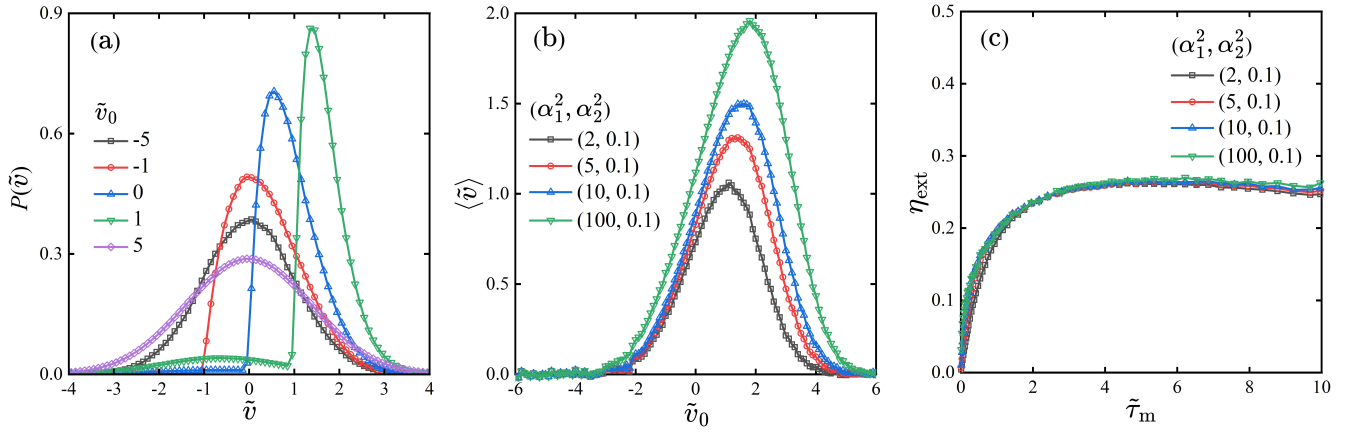 (a)
P(ṽ)
0.9
0.6
0.3
0.0
ṽ₀
-5
-1
0
1
5
-4 -3 -2 -1 0 1 2 3 4
ṽ
(b)
⟨ṽ⟩
2.0
1.5
1.0
0.5
0.0
(α₁², α₂²)
(2, 0.1)
(5, 0.1)
(10, 0.1)
(100, 0.1)
-6 -4 -2 0 2 4 6
ṽ₀
(c)
η_ext
0.5
0.4
0.3
0.2
0.1
0.0
(α₁², α₂²)
(2, 0.1)
(5, 0.1)
(10, 0.1)
(100, 0.1)
0 2 4 6 8 10
τ̃_m